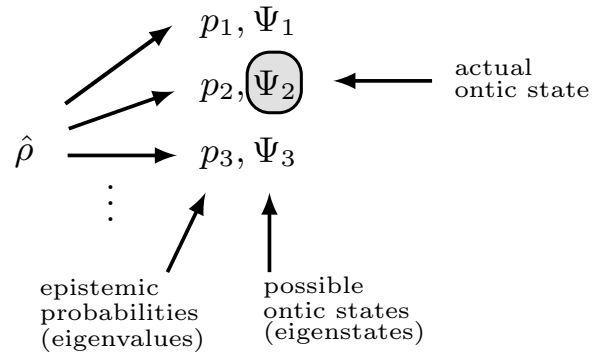 p₁, Ψ₁
p₂, Ψ₂
actual
ontic state
ρ̂
p₃, Ψ₃
⋮
epistemic
probabilities
(eigenvalues)
possible
ontic states
(eigenstates)